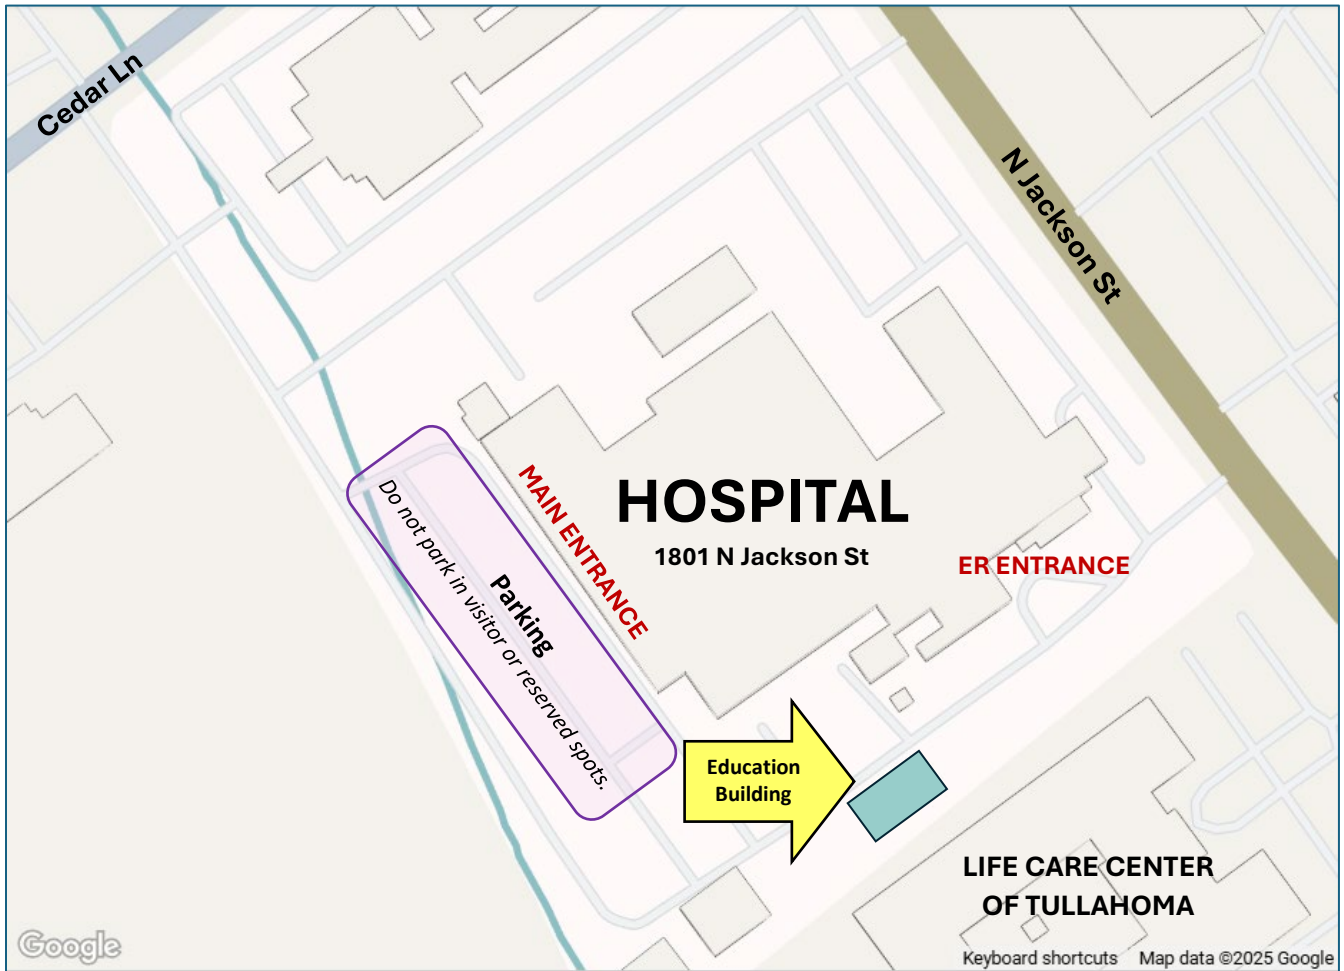 Cedar Ln
N Jackson St
MAIN ENTRANCE
HOSPITAL
1801 N Jackson St
ER ENTRANCE
Parking
Do not park in visitor or reserved spots.
Education
Building
LIFE CARE CENTER
OF TULLAHOMA
Google
Keyboard shortcuts
Map data ©2025 Google